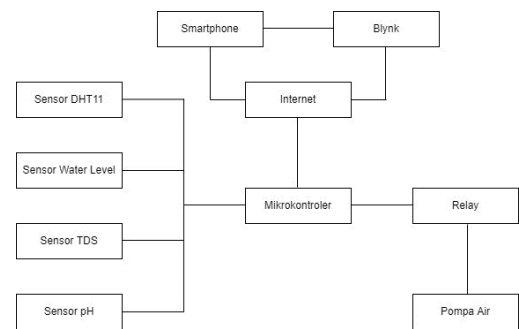 Smartphone
Blynk
Sensor DHT11
Internet
Sensor Water Level
Mikrokontroler
Relay
Sensor TDS
Sensor pH
Pompa Air